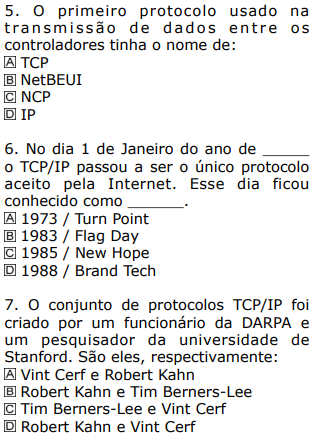 5. O primeiro protocolo usado na
transmissão de dados entre os
controladores tinha o nome de:
A TCP
B NetBEUI
C NCP
D IP
6. No dia 1 de Janeiro do ano de ______
o TCP/IP passou a ser o único protocolo
aceito pela Internet. Esse dia ficou
conhecido como _______.
A 1973 / Turn Point
B 1983 / Flag Day
C 1985 / New Hope
D 1988 / Brand Tech
7. O conjunto de protocolos TCP/IP foi
criado por um funcionário da DARPA e
um pesquisador da universidade de
Stanford. São eles, respectivamente:
A Vint Cerf e Robert Kahn
B Robert Kahn e Tim Berners-Lee
C Tim Berners-Lee e Vint Cerf
D Robert Kahn e Vint Cerf